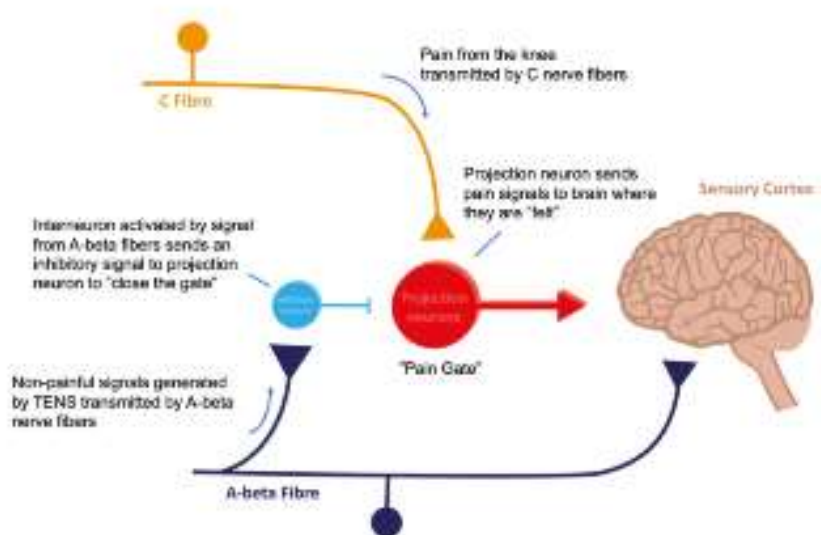 Pain from the knee
transmitted by C nerve fibers
C Fibre
Projection neuron sends
pain signals to brain where
they are "felt"
Sensory Cortex
Interneuron activated by signal
from A-beta fibers sends an
inhibitory signal to projection
neuron to "close the gate"
Projection
neurons
"Pain Gate"
Non-painful signals generated
by TENS transmitted by A-beta
nerve fibers
A-beta Fibre